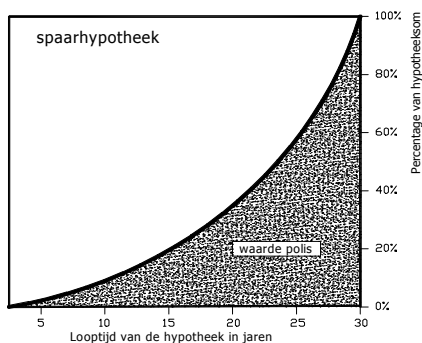 spaarhypotheek
100%
80%
60%
40%
20%
0%
Percentage van hypotheeksom
waarde polis
5 10 15 20 25 30
Looptijd van de hypotheek in jaren